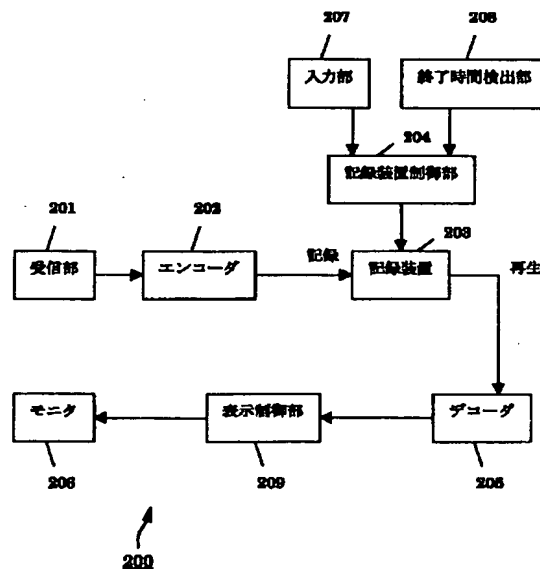 207
208
入力部
終了時間検出部
204
記録装置制御部
201
202
203
受信部
エンコーダ
記録
記録装置
再生
モニタ
表示制御部
デコーダ
206
209
205
200